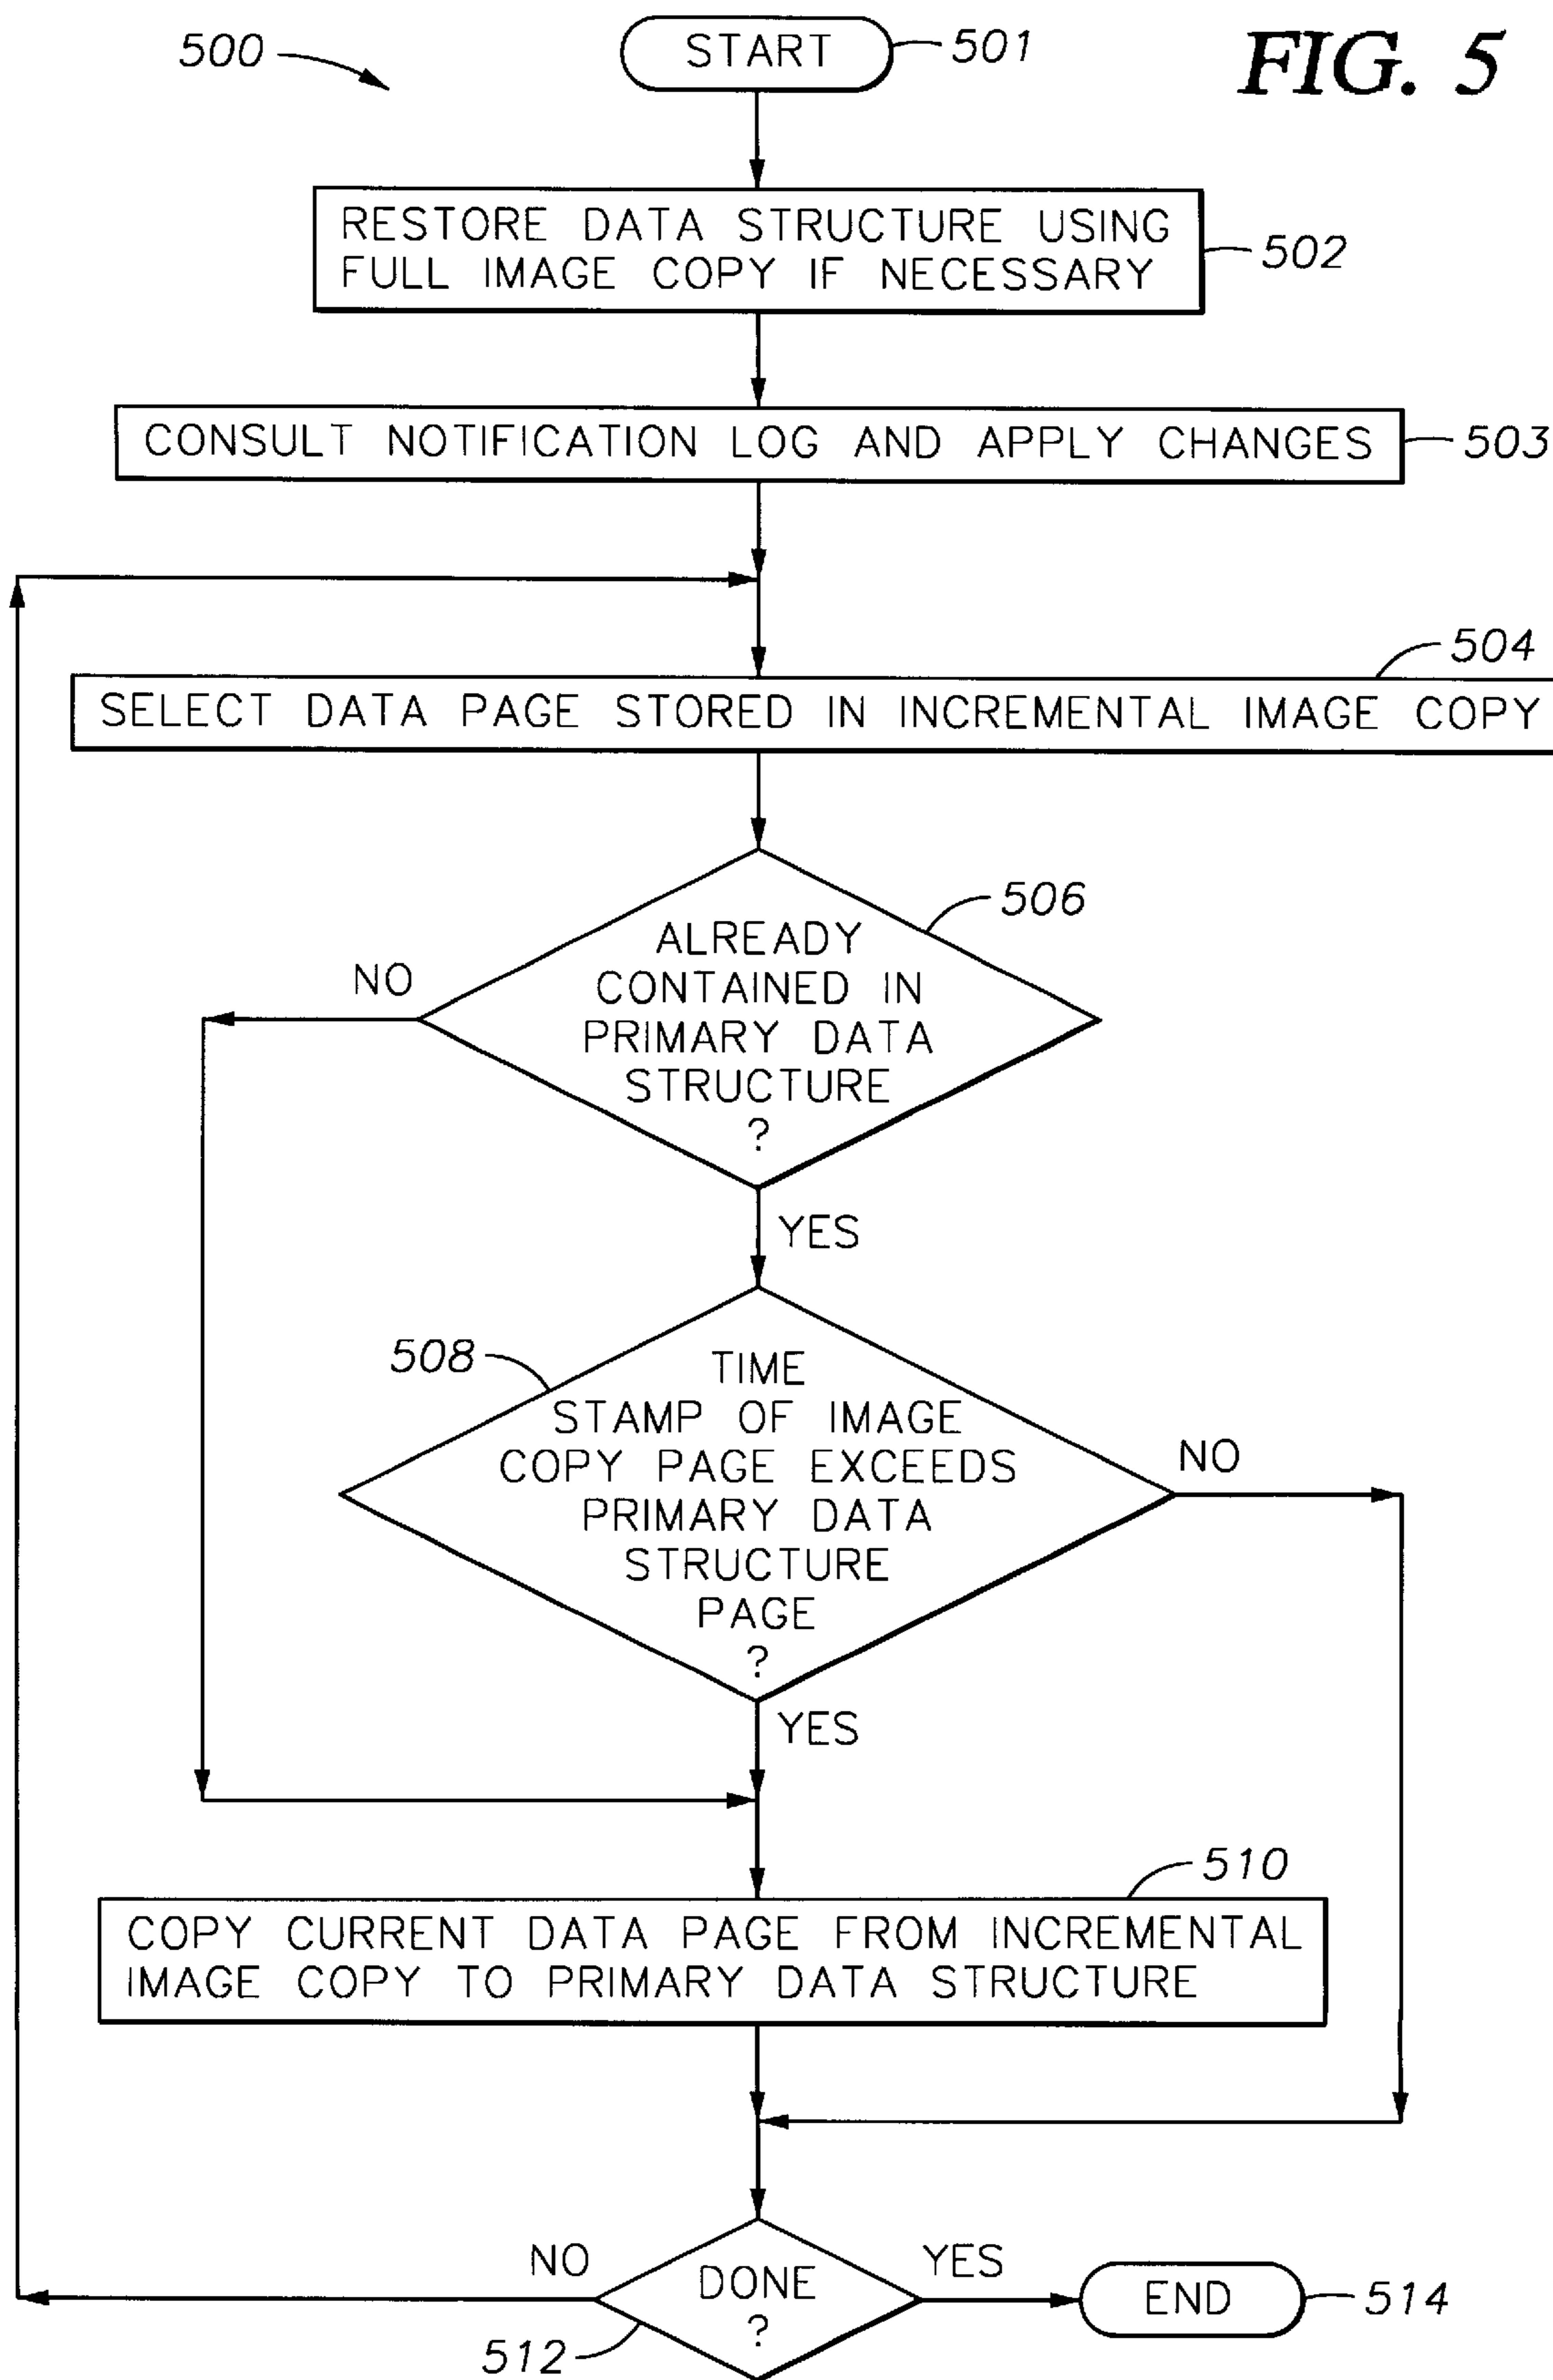 500
START
501
FIG. 5
RESTORE DATA STRUCTURE USING
FULL IMAGE COPY IF NECESSARY
502
CONSULT NOTIFICATION LOG AND APPLY CHANGES
503
504
SELECT DATA PAGE STORED IN INCREMENTAL IMAGE COPY
506
ALREADY
CONTAINED IN
PRIMARY DATA
STRUCTURE
?
NO
YES
508
TIME
STAMP OF IMAGE
COPY PAGE EXCEEDS
PRIMARY DATA
STRUCTURE
PAGE
?
NO
YES
510
COPY CURRENT DATA PAGE FROM INCREMENTAL
IMAGE COPY TO PRIMARY DATA STRUCTURE
NO
DONE
?
YES
512
END
514